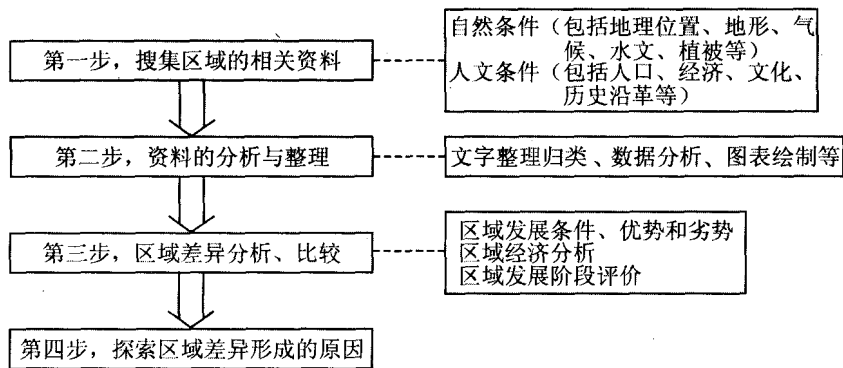 第一步，搜集区域的相关资料
自然条件（包括地理位置、地形、气
候、水文、植被等）
人文条件（包括人口、经济、文化、
历史沿革等）
第二步，资料的分析与整理
文字整理归类、数据分析、图表绘制等
第三步，区域差异分析、比较
区域发展条件、优势和劣势
区域经济分析
区域发展阶段评价
第四步，探索区域差异形成的原因